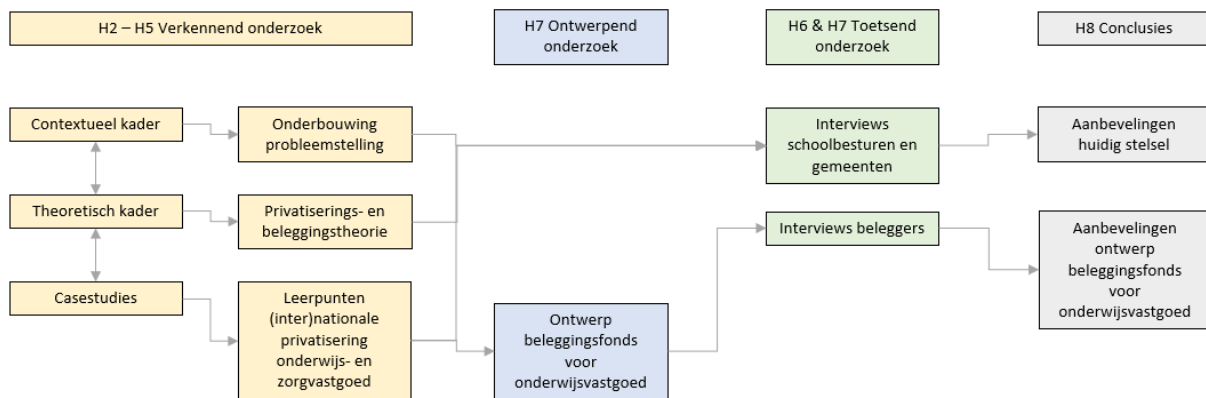 H2 – H5 Verkennend onderzoek
H7 Ontwerpend
onderzoek
H6 & H7 Toetsend
onderzoek
H8 Conclusies
Contextueel kader
Onderbouwing
probleemstelling
Interviews
schoolbesturen en
gemeenten
Aanbevelingen
huidig stelsel
Theoretisch kader
Privatiserings- en
beleggingstheorie
Interviews beleggers
Aanbevelingen
ontwerp
beleggingsfonds
voor
onderwijsvastgoed
Casestudies
Leerpunten
(inter)nationale
privatisering
onderwijs- en
zorgvastgoed
Ontwerp
beleggingsfonds
voor
onderwijsvastgoed